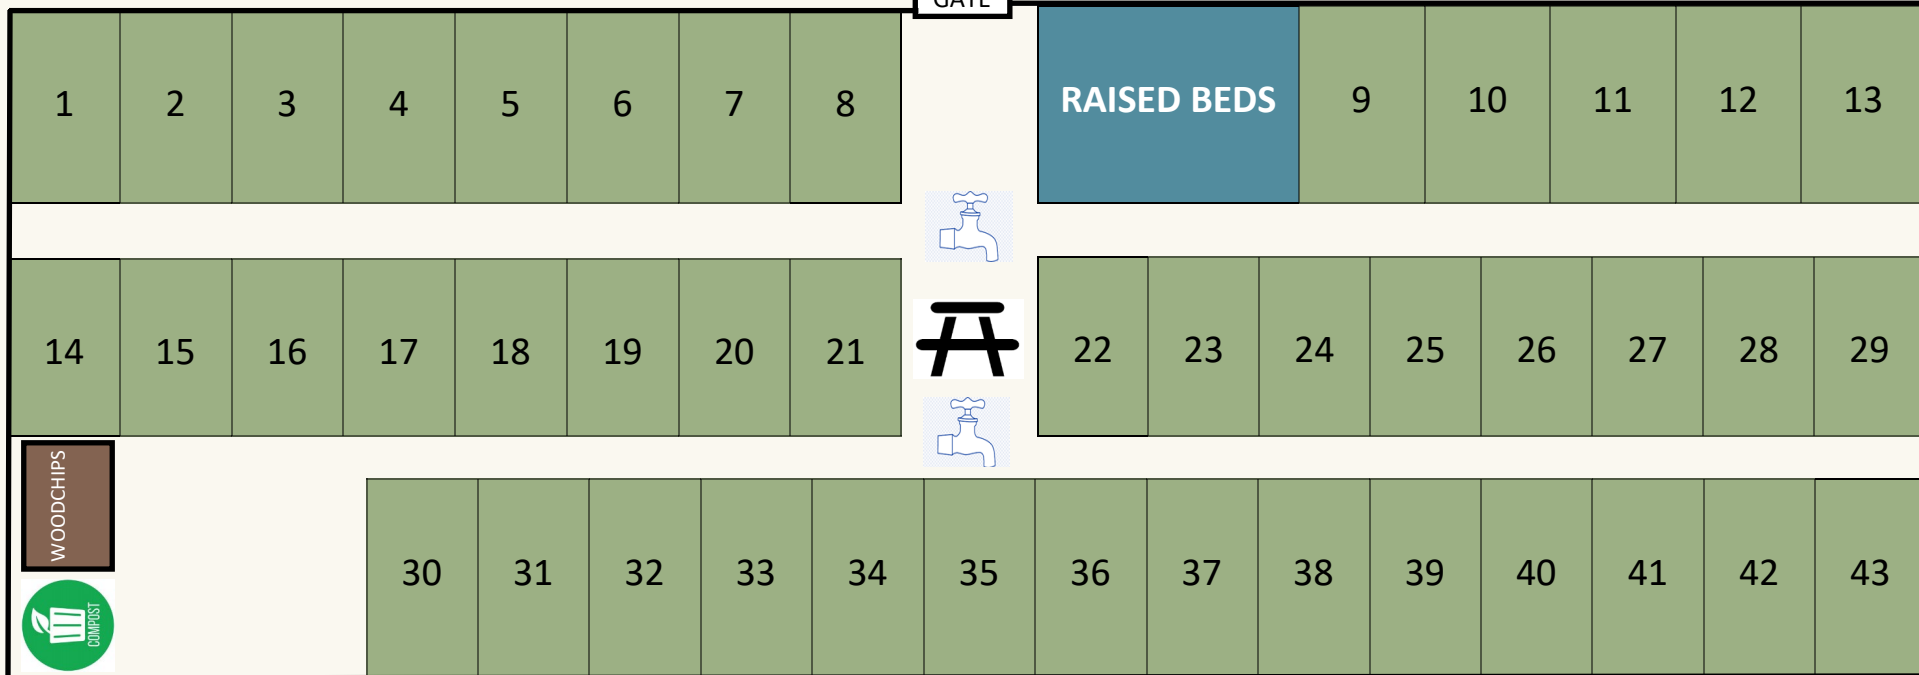 GATE
1 2 3 4 5 6 7 8 RAISED BEDS 9 10 11 12 13
14 15 16 17 18 19 20 21 22 23 24 25 26 27 28 29
WOODCHIPS
30 31 32 33 34 35 36 37 38 39 40 41 42 43
COMPOST